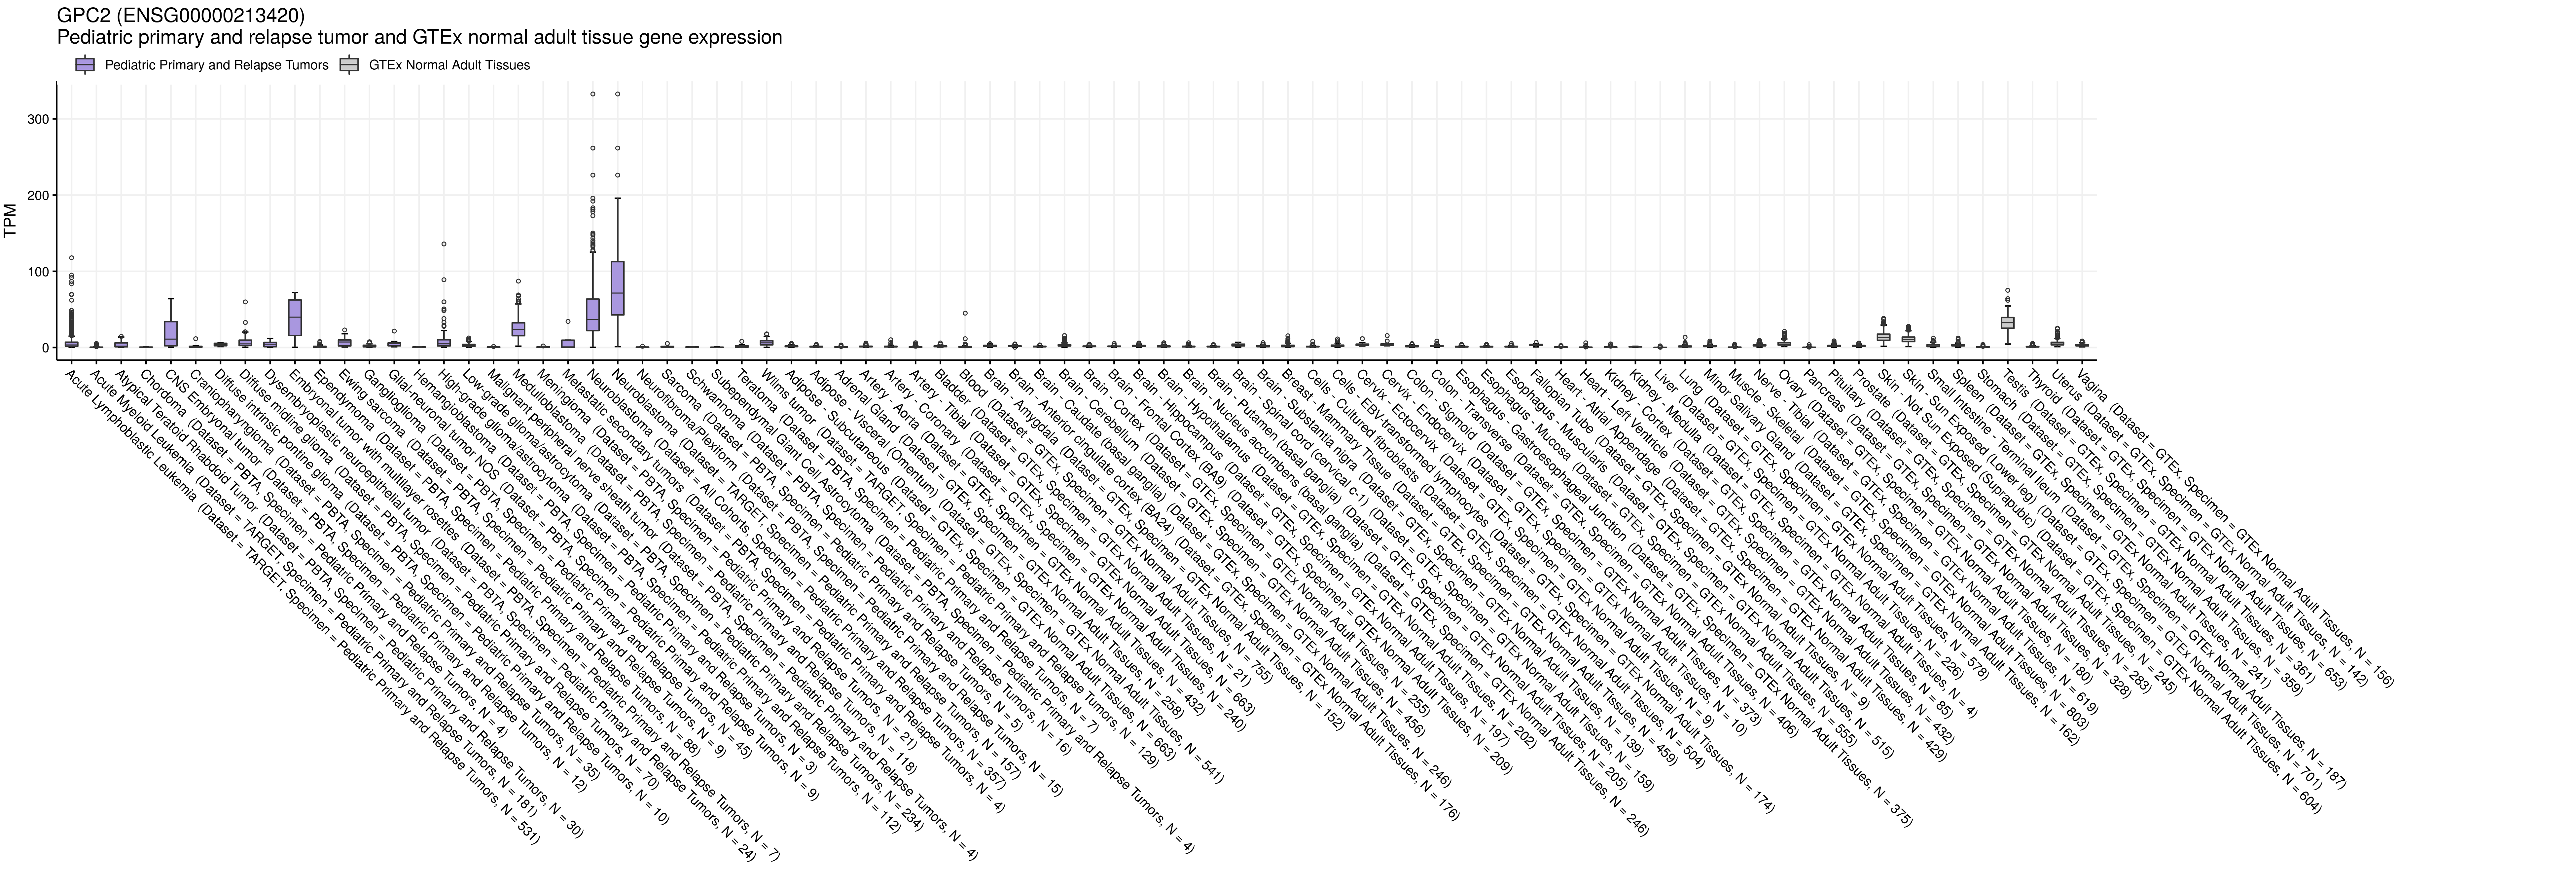 GPC2 (ENSG00000213420)
Pediatric primary and relapse tumor and GTEx normal adult tissue gene expression
Pediatric Primary and Relapse Tumors
GTEx Normal Adult Tissues
TPM
300
200
100
0
Acute Lymphoblastic Leukemia (Dataset = TARGET, Specimen = Pediatric Primary and Relapse Tumors, N = 531)
Acute Myeloid Leukemia (Dataset = TARGET, Specimen = Pediatric Primary and Relapse Tumors, N = 181)
Atypical Teratoid Rhabdoid Tumor (Dataset = PBTA, Specimen = Pediatric Primary and Relapse Tumors, N = 30)
Chordoma (Dataset = PBTA, Specimen = Pediatric Primary and Relapse Tumors, N = 4)
CNS Embryonal tumor (Dataset = PBTA, Specimen = Pediatric Primary and Relapse Tumors, N = 12)
Craniopharyngioma (Dataset = PBTA, Specimen = Pediatric Primary and Relapse Tumors, N = 35)
Diffuse intrinsic pontine glioma (Dataset = PBTA, Specimen = Pediatric Primary and Relapse Tumors, N = 10)
Diffuse midline glioma (Dataset = PBTA, Specimen = Pediatric Primary and Relapse Tumors, N = 70)
Dysembryoplastic neuroepithelial tumor (Dataset = PBTA, Specimen = Pediatric Primary and Relapse Tumors, N = 24)
Embryonal tumor with multilayer rosettes (Dataset = PBTA, Specimen = Pediatric Primary and Relapse Tumors, N = 7)
Ependymoma (Dataset = PBTA, Specimen = Pediatric Primary and Relapse Tumors, N = 88)
Ewing sarcoma (Dataset = PBTA, Specimen = Pediatric Primary and Relapse Tumors, N = 9)
Ganglioglioma (Dataset = PBTA, Specimen = Pediatric Primary and Relapse Tumors, N = 45)
Glial-neuronal tumor NOS (Dataset = PBTA, Specimen = Pediatric Primary and Relapse Tumors, N = 9)
Hemangioblastoma (Dataset = PBTA, Specimen = Pediatric Primary and Relapse Tumors, N = 3)
High-grade glioma/astrocytoma (Dataset = PBTA, Specimen = Pediatric Primary and Relapse Tumors, N = 112)
Low-grade glioma/astrocytoma (Dataset = PBTA, Specimen = Pediatric Primary and Relapse Tumors, N = 234)
Malignant peripheral nerve sheath tumor (Dataset = PBTA, Specimen = Pediatric Primary and Relapse Tumors, N = 4)
Medulloblastoma (Dataset = PBTA, Specimen = Pediatric Primary and Relapse Tumors, N = 118)
Meningioma (Dataset = PBTA, Specimen = Pediatric Primary and Relapse Tumors, N = 21)
Metastatic secondary tumors (Dataset = PBTA, Specimen = Pediatric Primary and Relapse Tumors, N = 4)
Neuroblastoma (Dataset = All Cohorts, Specimen = Pediatric Primary and Relapse Tumors, N = 357)
Neuroblastoma (Dataset = TARGET, Specimen = Pediatric Primary and Relapse Tumors, N = 157)
Neurofibroma/Plexiform (Dataset = PBTA, Specimen = Pediatric Primary and Relapse Tumors, N = 15)
Sarcoma (Dataset = PBTA, Specimen = Pediatric Primary and Relapse Tumors, N = 5)
Schwannoma (Dataset = PBTA, Specimen = Pediatric Primary and Relapse Tumors, N = 16)
Subependymal Giant Cell Astrocytoma (Dataset = PBTA, Specimen = Pediatric Primary and Relapse Tumors, N = 4)
Teratoma (Dataset = PBTA, Specimen = Pediatric Primary and Relapse Tumors, N = 7)
Wilms tumor (Dataset = TARGET, Specimen = Pediatric Primary and Relapse Tumors, N = 129)
Adipose - Subcutaneous (Dataset = GTEx, Specimen = GTEx Normal Adult Tissues, N = 663)
Adipose - Visceral (Omentum) (Dataset = GTEx, Specimen = GTEx Normal Adult Tissues, N = 541)
Adrenal Gland (Dataset = GTEx, Specimen = GTEx Normal Adult Tissues, N = 258)
Artery - Aorta (Dataset = GTEx, Specimen = GTEx Normal Adult Tissues, N = 432)
Artery - Coronary (Dataset = GTEx, Specimen = GTEx Normal Adult Tissues, N = 240)
Artery - Tibial (Dataset = GTEx, Specimen = GTEx Normal Adult Tissues, N = 663)
Bladder (Dataset = GTEx, Specimen = GTEx Normal Adult Tissues, N = 21)
Blood (Dataset = GTEx, Specimen = GTEx Normal Adult Tissues, N = 755)
Brain - Amygdala (Dataset = GTEx, Specimen = GTEx Normal Adult Tissues, N = 152)
Brain - Anterior cingulate cortex (BA24) (Dataset = GTEx, Specimen = GTEx Normal Adult Tissues, N = 176)
Brain - Caudate (basal ganglia) (Dataset = GTEx, Specimen = GTEx Normal Adult Tissues, N = 246)
Brain - Cerebellum (Dataset = GTEx, Specimen = GTEx Normal Adult Tissues, N = 456)
Brain - Cortex (Dataset = GTEx, Specimen = GTEx Normal Adult Tissues, N = 255)
Brain - Frontal Cortex (BA9) (Dataset = GTEx, Specimen = GTEx Normal Adult Tissues, N = 209)
Brain - Hippocampus (Dataset = GTEx, Specimen = GTEx Normal Adult Tissues, N = 197)
Brain - Hypothalamus (Dataset = GTEx, Specimen = GTEx Normal Adult Tissues, N = 202)
Brain - Nucleus accumbens (basal ganglia) (Dataset = GTEx, Specimen = GTEx Normal Adult Tissues, N = 246)
Brain - Putamen (basal ganglia) (Dataset = GTEx, Specimen = GTEx Normal Adult Tissues, N = 205)
Brain - Spinal cord (cervical c-1) (Dataset = GTEx, Specimen = GTEx Normal Adult Tissues, N = 159)
Brain - Substantia nigra (Dataset = GTEx, Specimen = GTEx Normal Adult Tissues, N = 139)
Breast - Mammary Tissue (Dataset = GTEx, Specimen = GTEx Normal Adult Tissues, N = 459)
Cells - Cultured fibroblasts (Dataset = GTEx, Specimen = GTEx Normal Adult Tissues, N = 504)
Cells - EBV-transformed lymphocytes (Dataset = GTEx, Specimen = GTEx Normal Adult Tissues, N = 174)
Cervix - Ectocervix (Dataset = GTEx, Specimen = GTEx Normal Adult Tissues, N = 9)
Cervix - Endocervix (Dataset = GTEx, Specimen = GTEx Normal Adult Tissues, N = 10)
Colon - Sigmoid (Dataset = GTEx, Specimen = GTEx Normal Adult Tissues, N = 373)
Colon - Transverse (Dataset = GTEx, Specimen = GTEx Normal Adult Tissues, N = 406)
Esophagus - Gastroesophageal Junction (Dataset = GTEx, Specimen = GTEx Normal Adult Tissues, N = 375)
Esophagus - Mucosa (Dataset = GTEx, Specimen = GTEx Normal Adult Tissues, N = 555)
Esophagus - Muscularis (Dataset = GTEx, Specimen = GTEx Normal Adult Tissues, N = 515)
Fallopian Tube (Dataset = GTEx, Specimen = GTEx Normal Adult Tissues, N = 9)
Heart - Atrial Appendage (Dataset = GTEx, Specimen = GTEx Normal Adult Tissues, N = 429)
Heart - Left Ventricle (Dataset = GTEx, Specimen = GTEx Normal Adult Tissues, N = 432)
Kidney - Cortex (Dataset = GTEx, Specimen = GTEx Normal Adult Tissues, N = 85)
Kidney - Medulla (Dataset = GTEx, Specimen = GTEx Normal Adult Tissues, N = 4)
Liver (Dataset = GTEx, Specimen = GTEx Normal Adult Tissues, N = 226)
Lung (Dataset = GTEx, Specimen = GTEx Normal Adult Tissues, N = 578)
Minor Salivary Gland (Dataset = GTEx, Specimen = GTEx Normal Adult Tissues, N = 162)
Muscle - Skeletal (Dataset = GTEx, Specimen = GTEx Normal Adult Tissues, N = 803)
Nerve - Tibial (Dataset = GTEx, Specimen = GTEx Normal Adult Tissues, N = 619)
Ovary (Dataset = GTEx, Specimen = GTEx Normal Adult Tissues, N = 180)
Pancreas (Dataset = GTEx, Specimen = GTEx Normal Adult Tissues, N = 328)
Pituitary (Dataset = GTEx, Specimen = GTEx Normal Adult Tissues, N = 283)
Prostate (Dataset = GTEx, Specimen = GTEx Normal Adult Tissues, N = 245)
Skin - Not Sun Exposed (Suprapubic) (Dataset = GTEx, Specimen = GTEx Normal Adult Tissues, N = 604)
Skin - Sun Exposed (Lower leg) (Dataset = GTEx, Specimen = GTEx Normal Adult Tissues, N = 701)
Small Intestine - Terminal Ileum (Dataset = GTEx, Specimen = GTEx Normal Adult Tissues, N = 187)
Spleen (Dataset = GTEx, Specimen = GTEx Normal Adult Tissues, N = 241)
Stomach (Dataset = GTEx, Specimen = GTEx Normal Adult Tissues, N = 359)
Testis (Dataset = GTEx, Specimen = GTEx Normal Adult Tissues, N = 361)
Thyroid (Dataset = GTEx, Specimen = GTEx Normal Adult Tissues, N = 653)
Uterus (Dataset = GTEx, Specimen = GTEx Normal Adult Tissues, N = 142)
Vagina (Dataset = GTEx, Specimen = GTEx Normal Adult Tissues, N = 156)